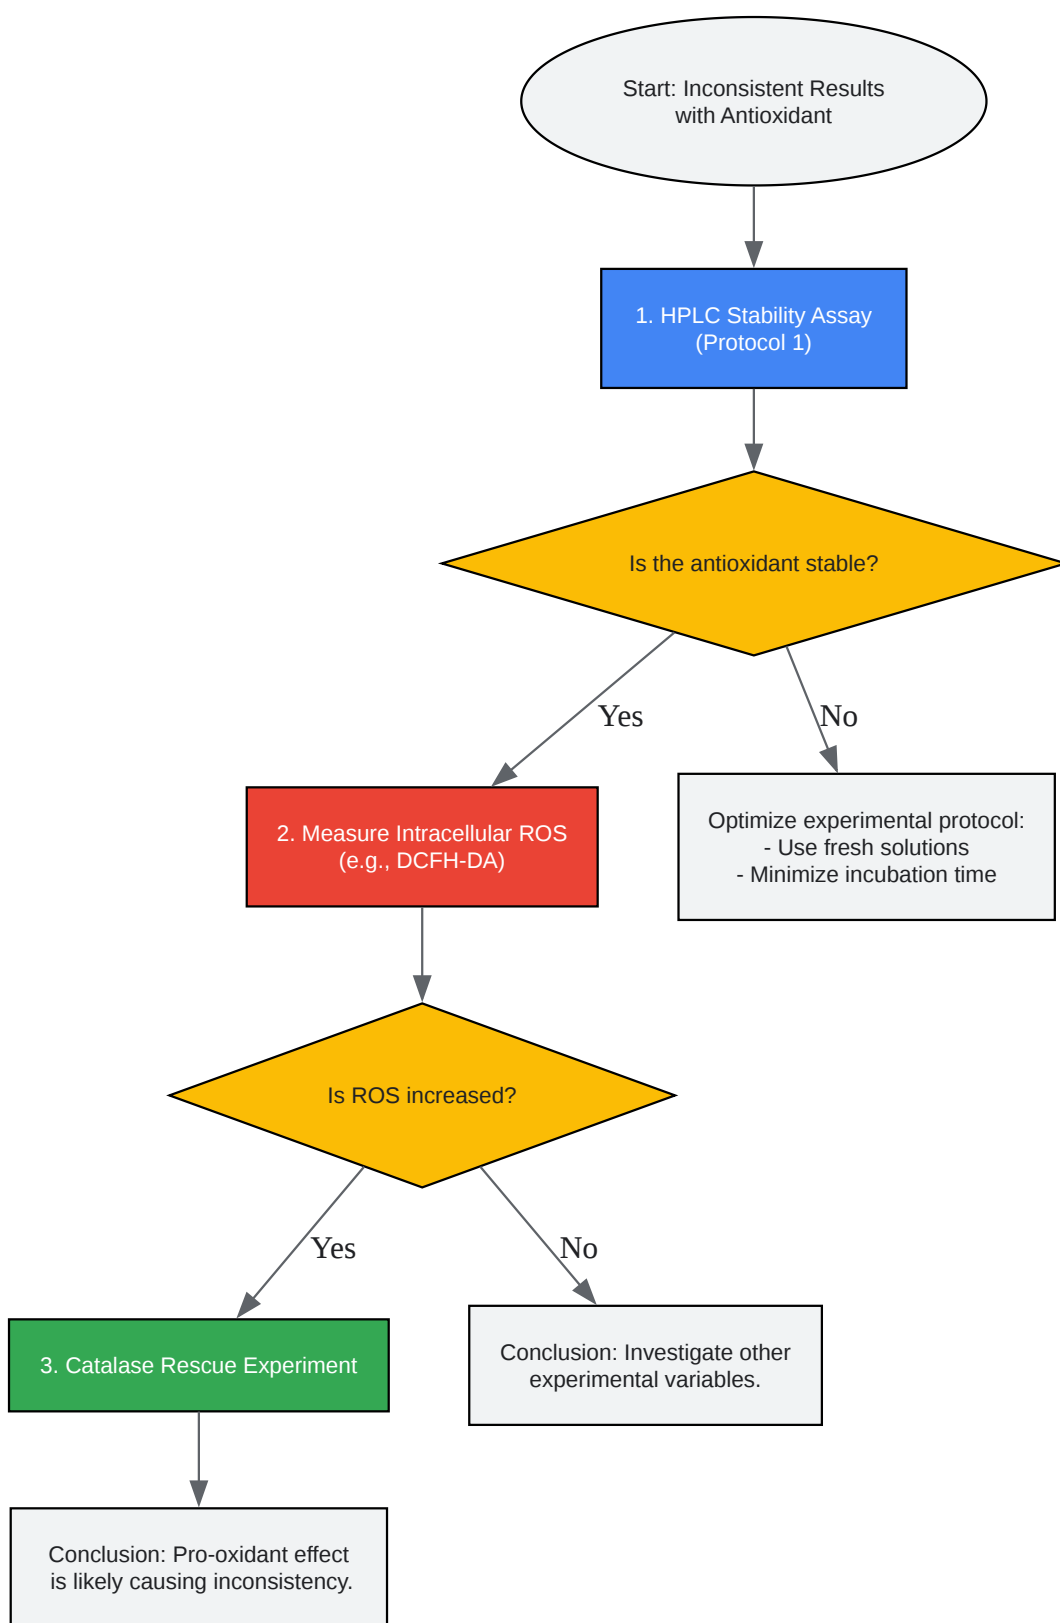 Start: Inconsistent Results
with Antioxidant
1. HPLC Stability Assay
(Protocol 1)
Is the antioxidant stable?
Yes
No
2. Measure Intracellular ROS
(e.g., DCFH-DA)
Optimize experimental protocol:
- Use fresh solutions
- Minimize incubation time
Is ROS increased?
Yes
No
3. Catalase Rescue Experiment
Conclusion: Investigate other
experimental variables.
Conclusion: Pro-oxidant effect
is likely causing inconsistency.